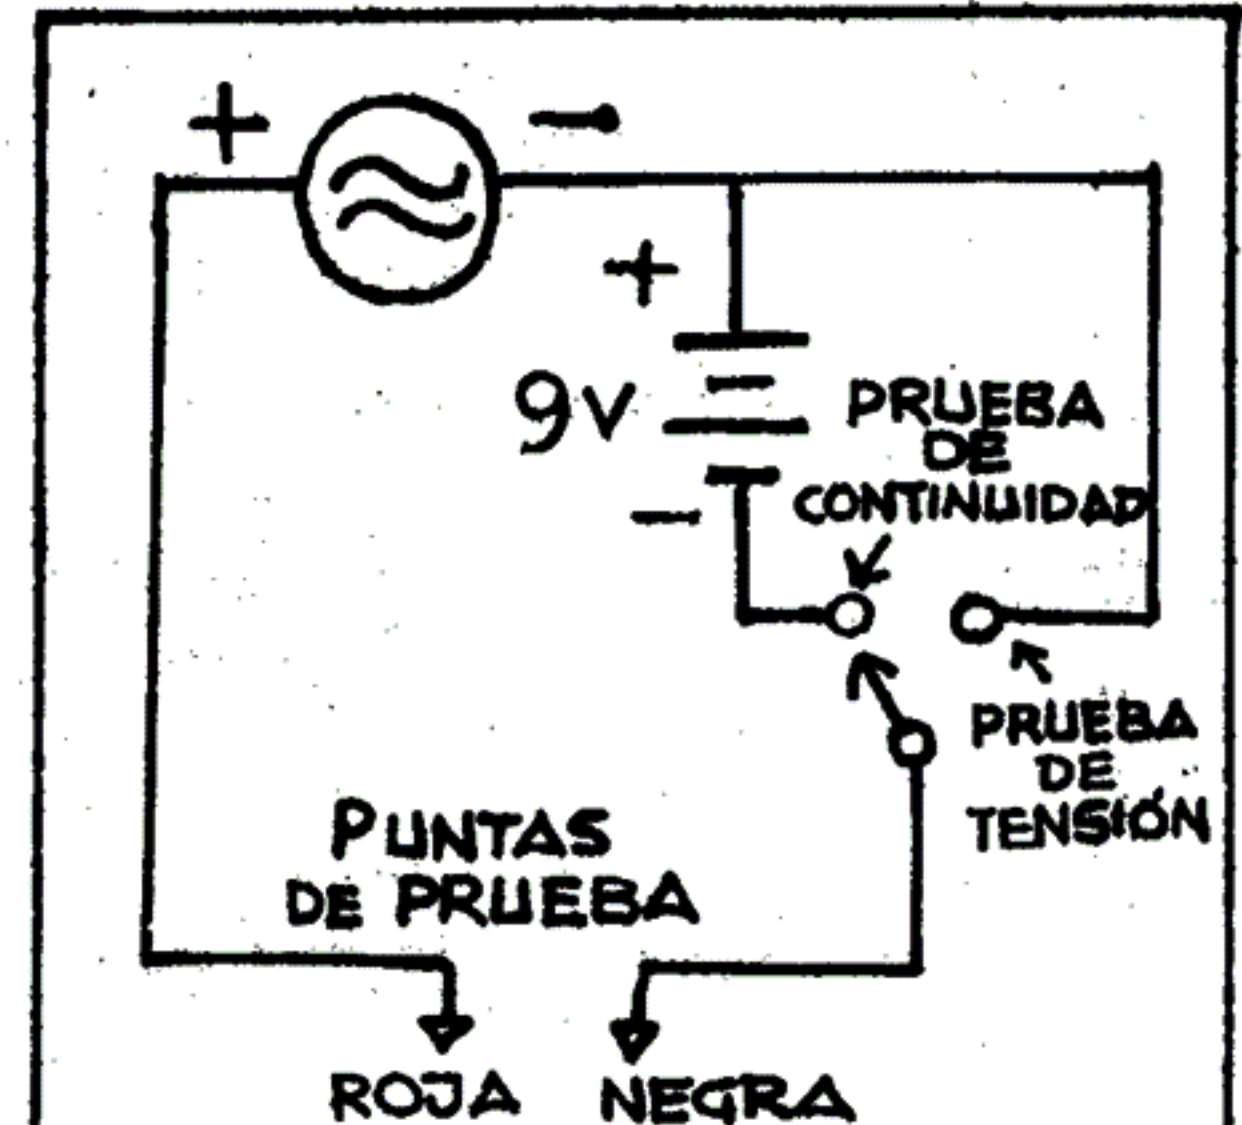 + -
+
9V
-
PRUEBA
DE
CONTINUIDAD
PRUEBA
DE
TENSIÓN
PUNTAS
DE PRUEBA
ROJA NEGRA